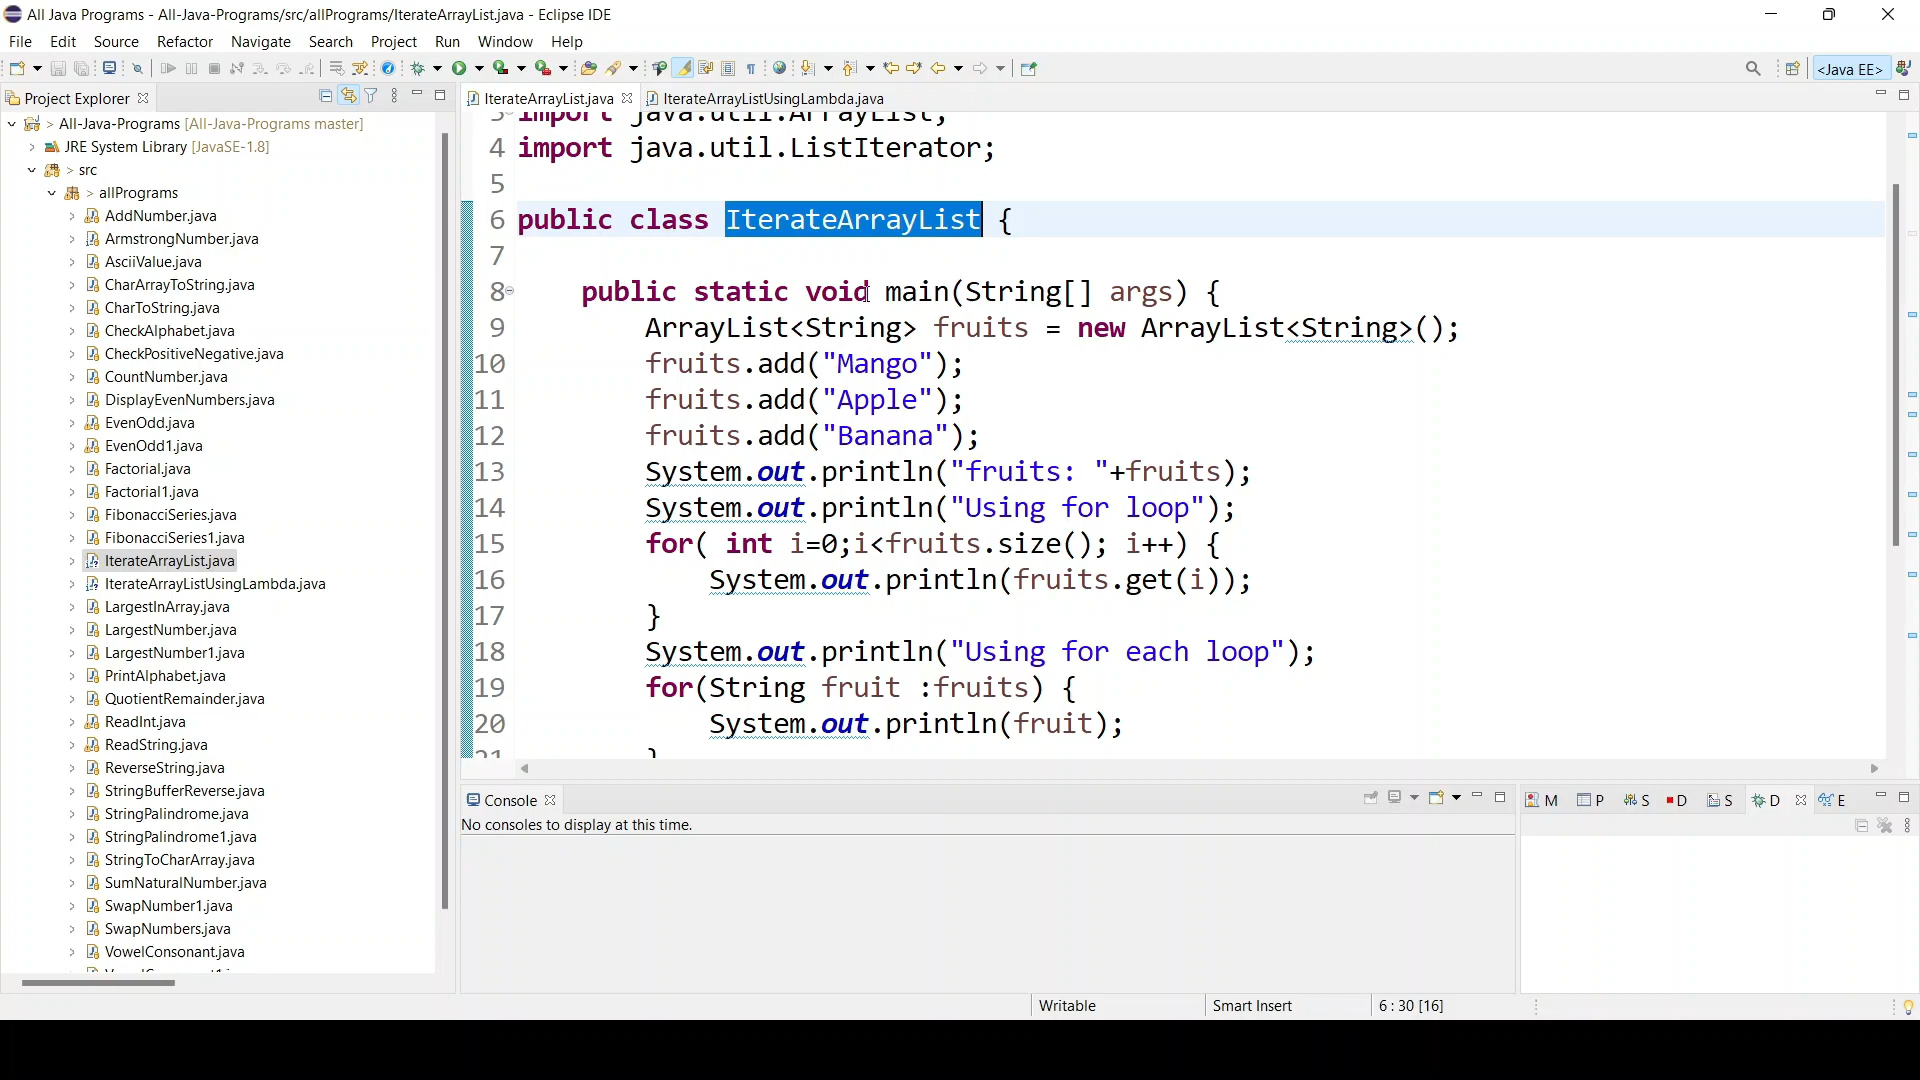 All Java Programs - All-Java-Programs/src/allPrograms/IterateArrayList.java - Eclipse IDE
File Edit Source Refactor Navigate Search Project Run Window Help
<Java EE>
Project Explorer
IterateArrayList.java IterateArrayListUsingLambda.java
> All-Java-Programs [All-Java-Programs master]
JRE System Library [JavaSE-1.8]
> src
> allPrograms
AddNumber.java
ArmstrongNumber.java
AsciiValue.java
CharArrayToString.java
CharToString.java
CheckAlphabet.java
CheckPositiveNegative.java
CountNumber.java
DisplayEvenNumbers.java
EvenOdd.java
EvenOdd1.java
Factorial.java
Factorial1.java
FibonacciSeries.java
FibonacciSeries1.java
IterateArrayList.java
IterateArrayListUsingLambda.java
LargestInArray.java
LargestNumber.java
LargestNumber1.java
PrintAlphabet.java
QuotientRemainder.java
ReadInt.java
ReadString.java
ReverseString.java
StringBufferReverse.java
StringPalindrome.java
StringPalindrome1.java
StringToCharArray.java
SumNaturalNumber.java
SwapNumber1.java
SwapNumbers.java
VowelConsonant.java
3 import java.util.ArrayList;
4 import java.util.ListIterator;
5
6 public class IterateArrayList {
7
8 public static void main(String[] args) {
9 ArrayList<String> fruits = new ArrayList<String>();
10 fruits.add("Mango");
11 fruits.add("Apple");
12 fruits.add("Banana");
13 System.out.println("fruits: "+fruits);
14 System.out.println("Using for loop");
15 for( int i=0;i<fruits.size(); i++) {
16 System.out.println(fruits.get(i));
17 }
18 System.out.println("Using for each loop");
19 for(String fruit :fruits) {
20 System.out.println(fruit);
21 }
Console
No consoles to display at this time.
M P S D S D E
Writable Smart Insert 6 : 30 [16]